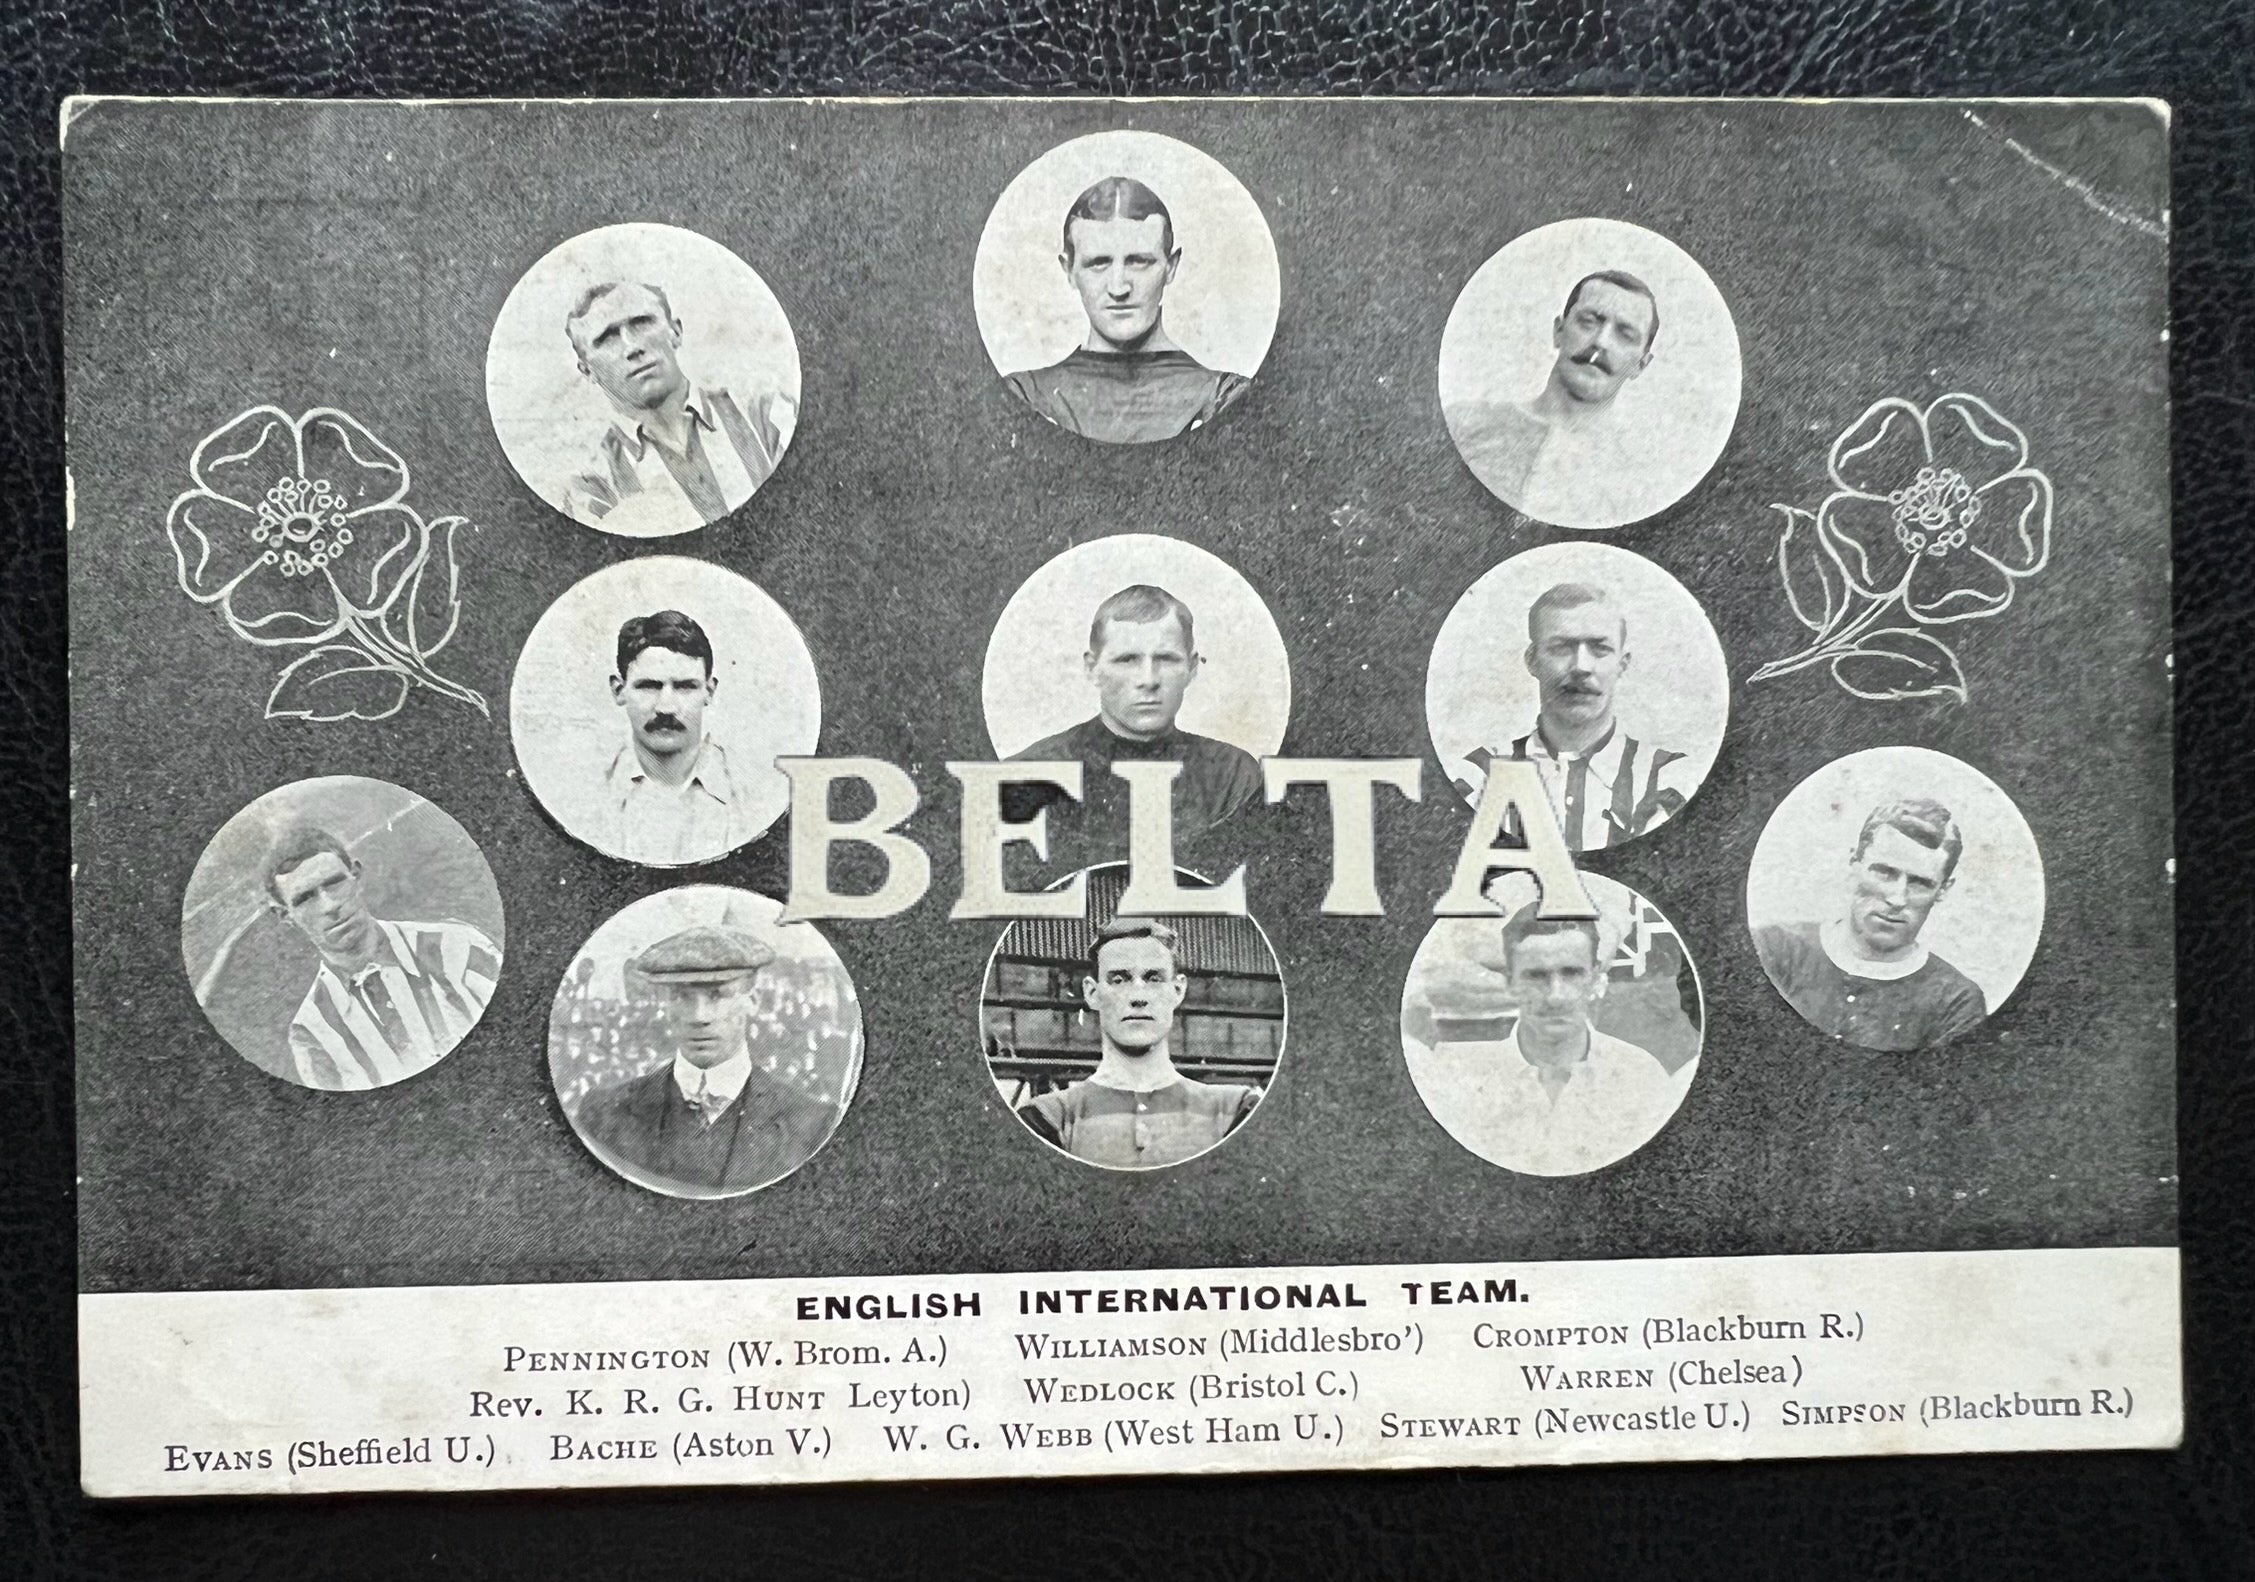 BELTA
ENGLISH INTERNATIONAL TEAM.
PENNINGTON (W. Brom. A.) WILLIAMSON (Middlesbro') CROMPTON (Blackburn R.)
Rev. K. R. G. HUNT Leyton) WEDLOCK (Bristol C.) WARREN (Chelsea)
EVANS (Sheffield U.) BACHE (Aston V.) W. G. WEBB (West Ham U.) STEWART (Newcastle U.) SIMPSON (Blackburn R.)